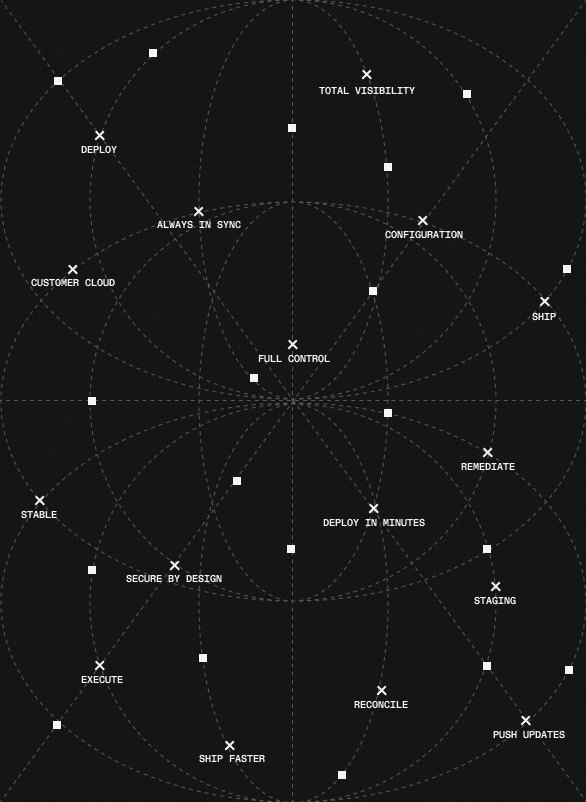 TOTAL VISIBILITY
DEPLOY
ALWAYS IN SYNC
CONFIGURATION
CUSTOMER CLOUD
SHIP
FULL CONTROL
REMEDIATE
STABLE
DEPLOY IN MINUTES
SECURE BY DESIGN
STAGING
EXECUTE
RECONCILE
PUSH UPDATES
SHIP FASTER